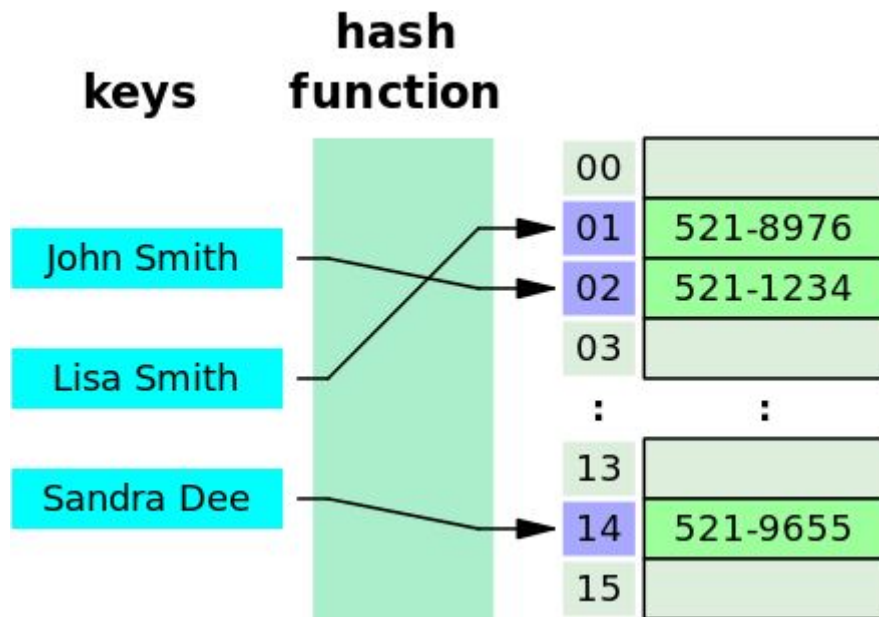 keys
hash
function
John Smith
Lisa Smith
Sandra Dee
00
01 521-8976
02 521-1234
03
: :
13
14 521-9655
15